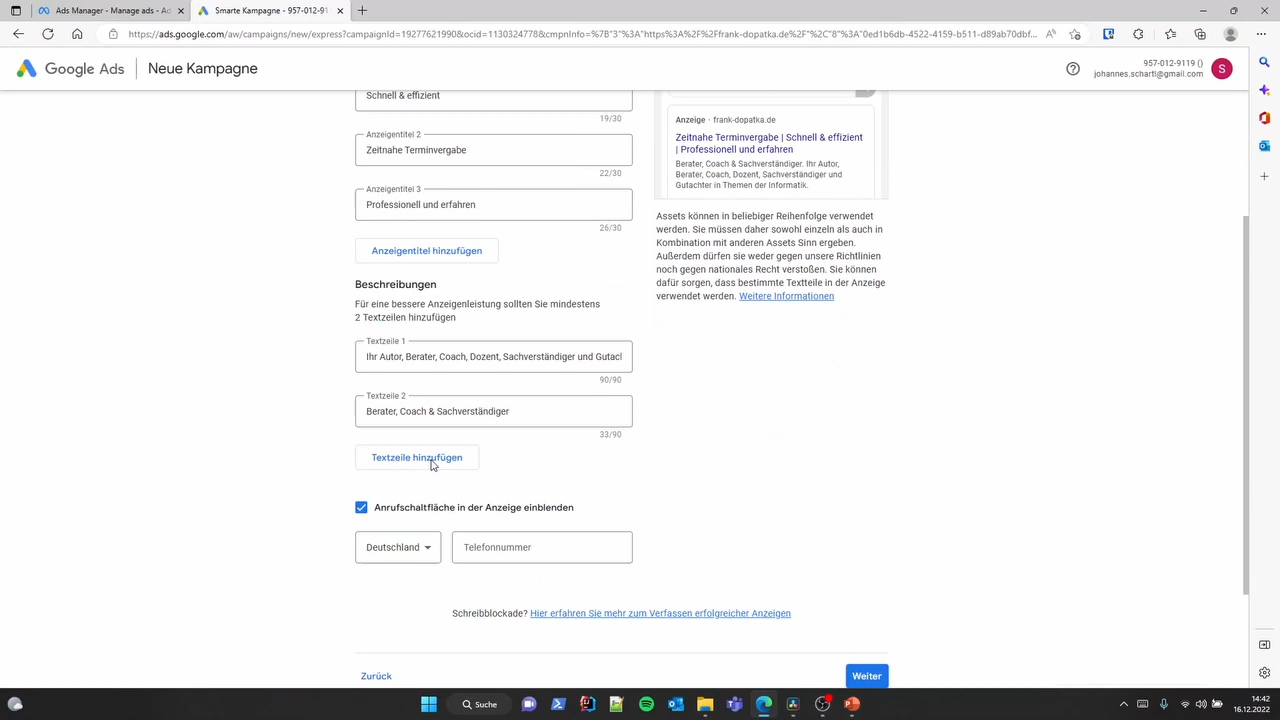 Ads Manager - Manage ads - Ad
Smarte Kampagne - 957-012-91
https://ads.google.com/aw/campaigns/new/express?campaignId=19277621990&ocid=1130324778&cmpnInfo=%7B"3"%3A"https%3A%2F%2Ffrank-dopatka.de%2F"%2C"8"%3A"0ed1b6db-4522-4159-b511-d89ab70dbf...
Google Ads
Neue Kampagne
957-012-9119 ()
johannes.schartl@gmail.com
S
Schnell & effizient
19/30
Anzeigentitel 2
Zeitnahe Terminvergabe
22/30
Anzeigentitel 3
Professionell und erfahren
26/30
Anzeigentitel hinzufügen
Beschreibungen
Für eine bessere Anzeigenleistung sollten Sie mindestens
2 Textzeilen hinzufügen
Textzeile 1
Ihr Autor, Berater, Coach, Dozent, Sachverständiger und Gutacl
90/90
Textzeile 2
Berater, Coach & Sachverständiger
33/90
Textzeile hinzufügen
Anrufschaltfläche in der Anzeige einblenden
Deutschland
Telefonnummer
Schreibblockade? Hier erfahren Sie mehr zum Verfassen erfolgreicher Anzeigen
Zurück
Weiter
Anzeige · frank-dopatka.de
Zeitnahe Terminvergabe | Schnell & effizient
| Professionell und erfahren
Berater, Coach & Sachverständiger. Ihr Autor,
Berater, Coach, Dozent, Sachverständiger und
Gutachter in Themen der Informatik.
Assets können in beliebiger Reihenfolge verwendet
werden. Sie müssen daher sowohl einzeln als auch in
Kombination mit anderen Assets Sinn ergeben.
Außerdem dürfen sie weder gegen unsere Richtlinien
noch gegen nationales Recht verstoßen. Sie können
dafür sorgen, dass bestimmte Textteile in der Anzeige
verwendet werden. Weitere Informationen
Suche
14:42
16.12.2022